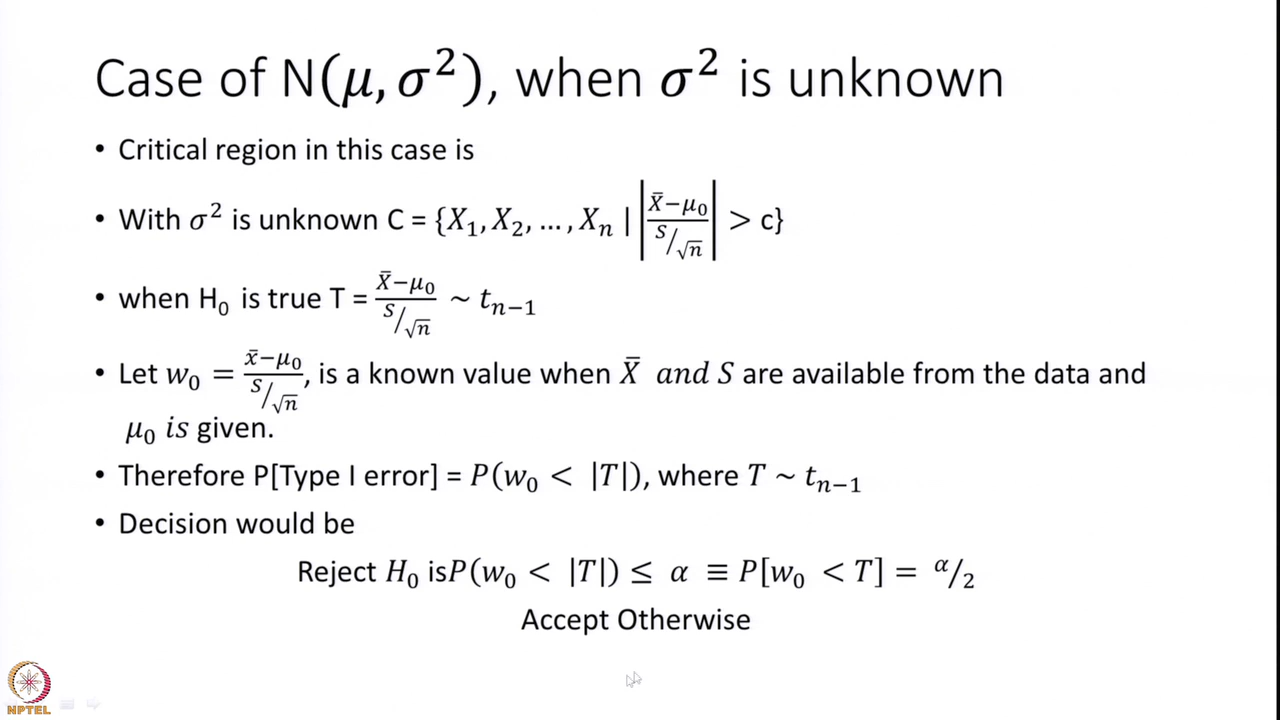 Case of N(μ, σ²), when σ² is unknown
• Critical region in this case is
• With σ² is unknown C = {X₁, X₂, …, Xₙ | |(X̄−μ₀)/(S/√n)| > c}
• when H₀ is true T = (X̄−μ₀)/(S/√n) ~ tₙ₋₁
• Let w₀ = (x̄−μ₀)/(S/√n), is a known value when X̄ and S are available from the data and
μ₀ is given.
• Therefore P[Type I error] = P(w₀ < |T|), where T ~ tₙ₋₁
• Decision would be
Reject H₀ isP(w₀ < |T|) ≤ α ≡ P[w₀ < T] = α/2
Accept Otherwise
NPTEL